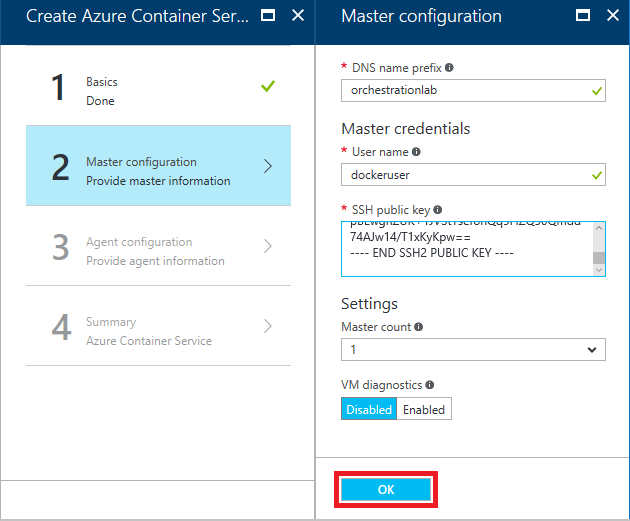 Create Azure Container Ser...
1
Basics
Done
2
Master configuration
Provide master information
3
Agent configuration
Provide agent information
4
Summary
Azure Container Service
Master configuration
* DNS name prefix
orchestrationlab
Master credentials
* User name
dockeruser
* SSH public key
74AJw14/T1xKyKpw==
---- END SSH2 PUBLIC KEY ----
Settings
Master count
1
VM diagnostics
Disabled Enabled
OK